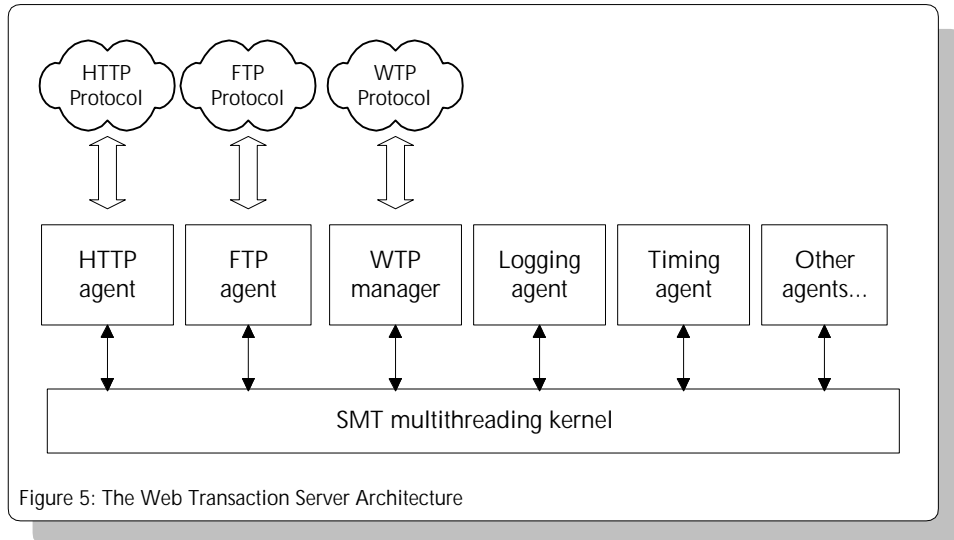 HTTP
Protocol
FTP
Protocol
WTP
Protocol
HTTP
agent
FTP
agent
WTP
manager
Logging
agent
Timing
agent
Other
agents...
SMT multithreading kernel
Figure 5: The Web Transaction Server Architecture